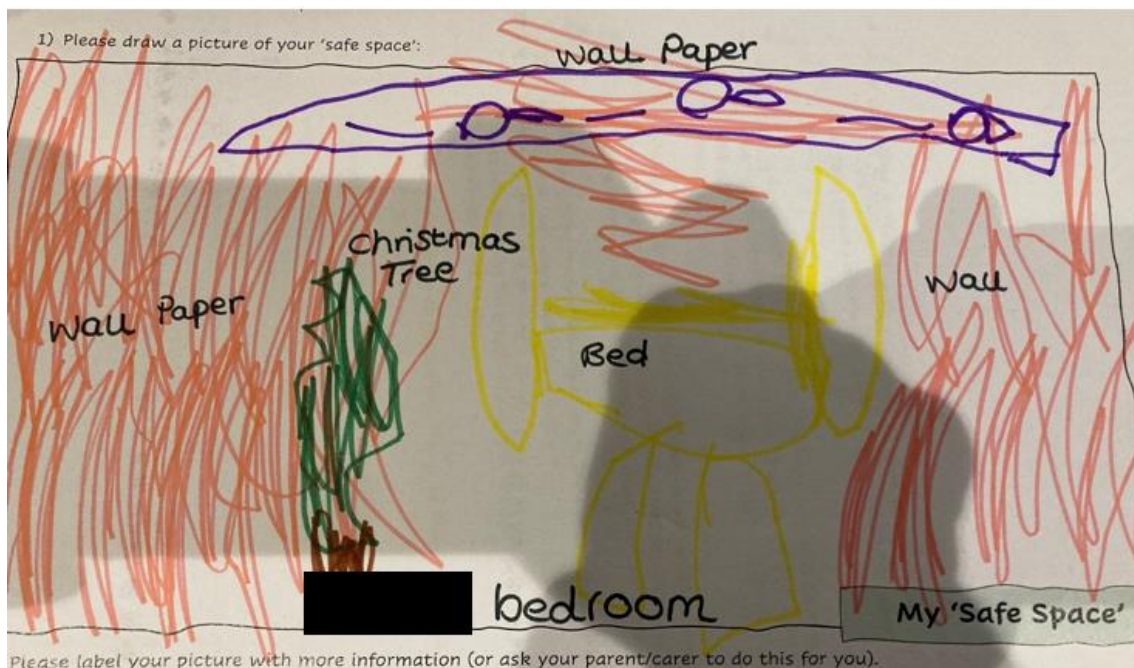 1) Please draw a picture of your 'safe space':
Wall Paper
Christmas
Tree
Wall Paper
Wall
Bed
bedroom
My 'Safe Space'
Please label your picture with more information (or ask your parent/carer to do this for you).